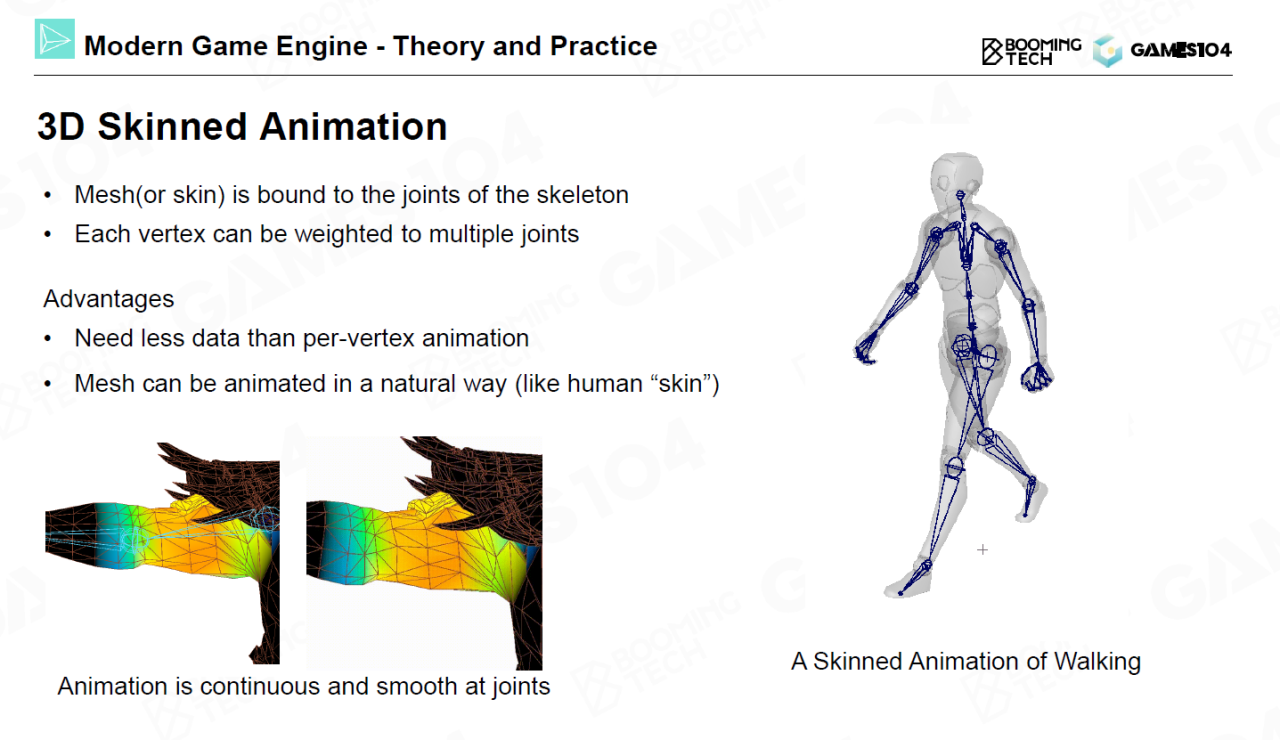 Modern Game Engine - Theory and Practice
BOOMING
TECH
GAMES104
3D Skinned Animation
• Mesh(or skin) is bound to the joints of the skeleton
• Each vertex can be weighted to multiple joints
Advantages
• Need less data than per-vertex animation
• Mesh can be animated in a natural way (like human “skin”)
Animation is continuous and smooth at joints
A Skinned Animation of Walking